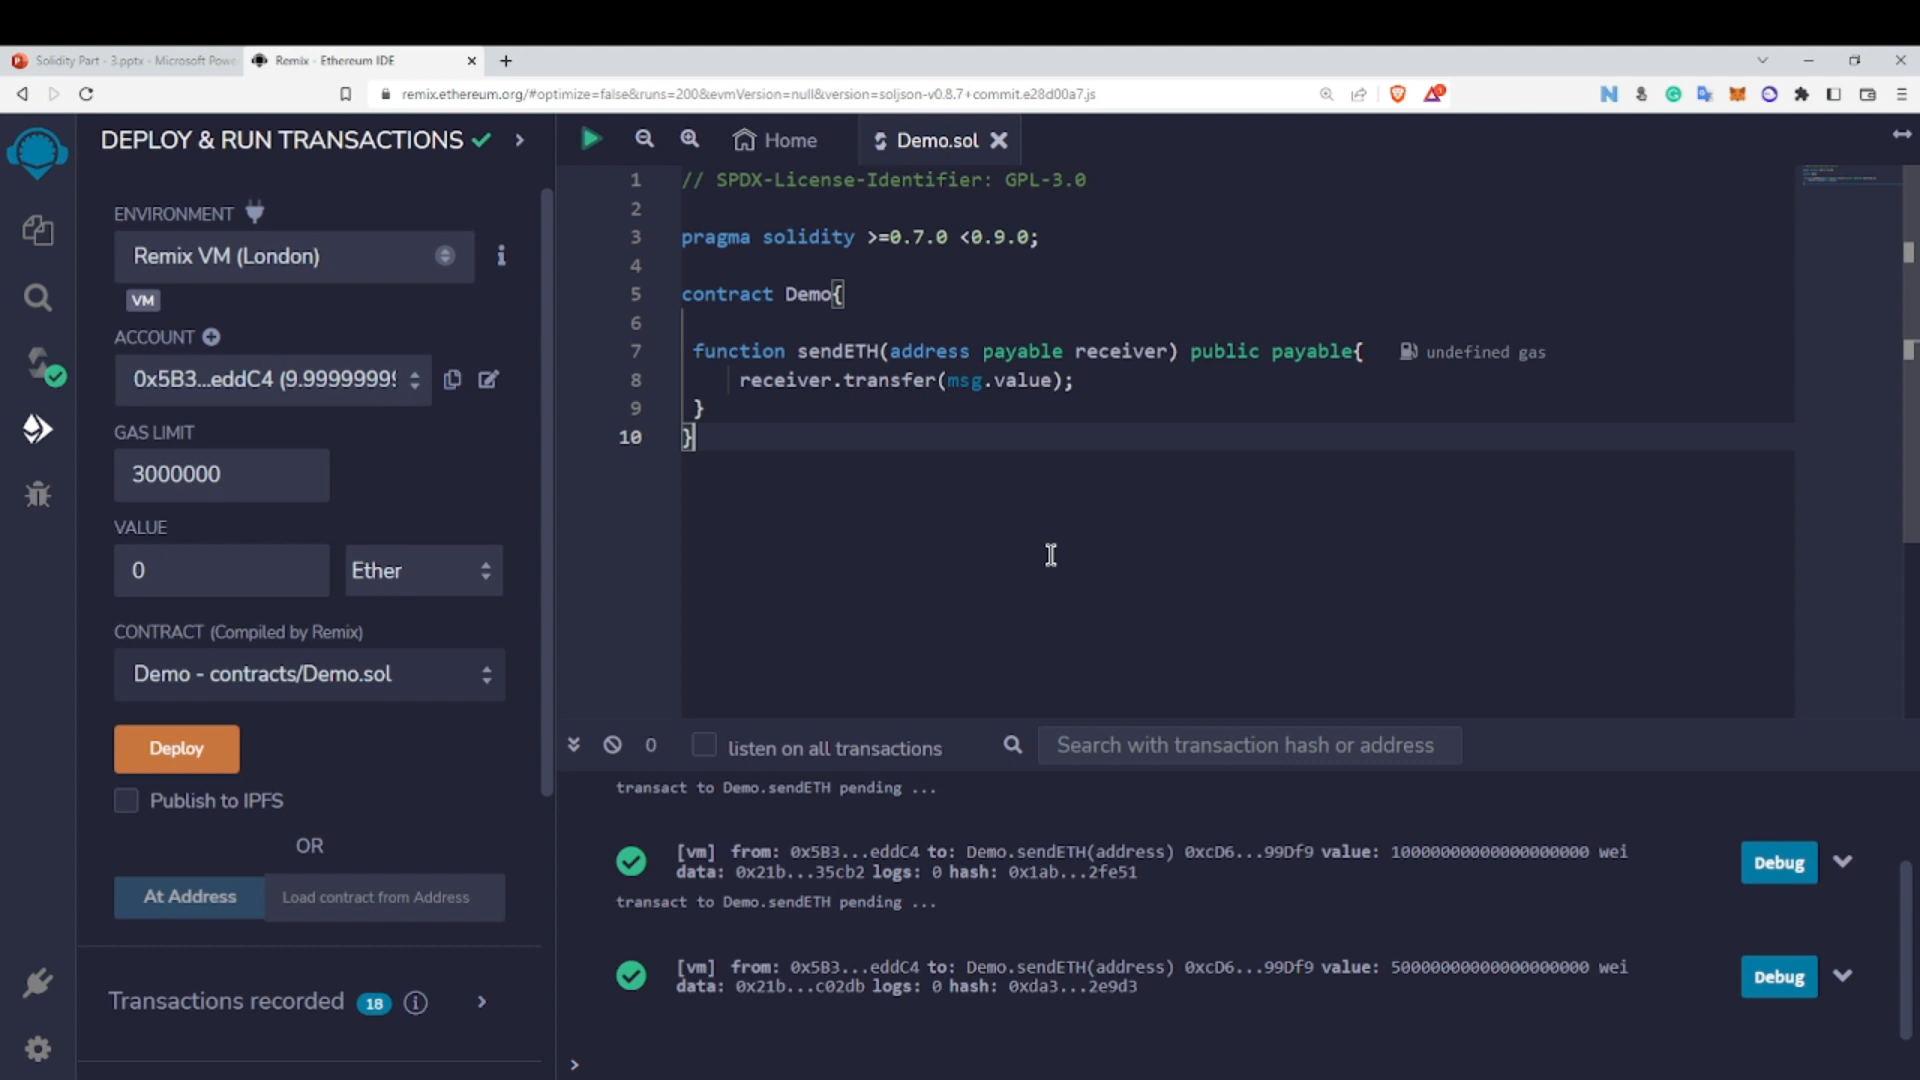 Solidity Part - 3.pptx - Microsoft Powe
Remix - Ethereum IDE
remix.ethereum.org/#optimize=false&runs=200&evmVersion=null&version=soljson-v0.8.7+commit.e28d00a7.js
DEPLOY & RUN TRANSACTIONS
ENVIRONMENT
Remix VM (London)
VM
ACCOUNT
0x5B3...eddC4 (9.99999999
GAS LIMIT
3000000
VALUE
0
Ether
CONTRACT (Compiled by Remix)
Demo - contracts/Demo.sol
Deploy
Publish to IPFS
OR
At Address
Load contract from Address
Transactions recorded 18
Home
Demo.sol
1 // SPDX-License-Identifier: GPL-3.0
2
3 pragma solidity >=0.7.0 <0.9.0;
4
5 contract Demo{
6
7 function sendETH(address payable receiver) public payable{ undefined gas
8 receiver.transfer(msg.value);
9 }
10 }
0
listen on all transactions
Search with transaction hash or address
transact to Demo.sendETH pending ...
[vm] from: 0x5B3...eddC4 to: Demo.sendETH(address) 0xcD6...99Df9 value: 10000000000000000000 wei
data: 0x21b...35cb2 logs: 0 hash: 0x1ab...2fe51
Debug
transact to Demo.sendETH pending ...
[vm] from: 0x5B3...eddC4 to: Demo.sendETH(address) 0xcD6...99Df9 value: 50000000000000000000 wei
data: 0x21b...c02db logs: 0 hash: 0xda3...2e9d3
Debug
>